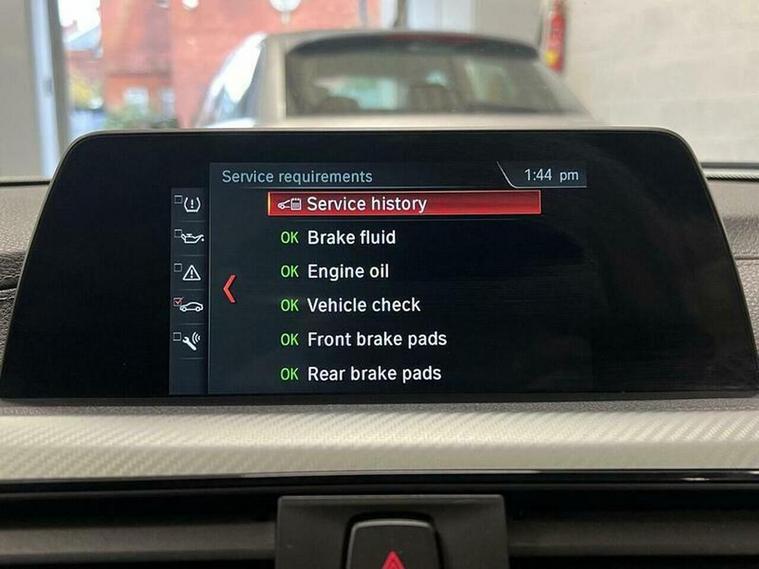 Service requirements
1:44 pm
Service history
OK Brake fluid
OK Engine oil
OK Vehicle check
OK Front brake pads
OK Rear brake pads